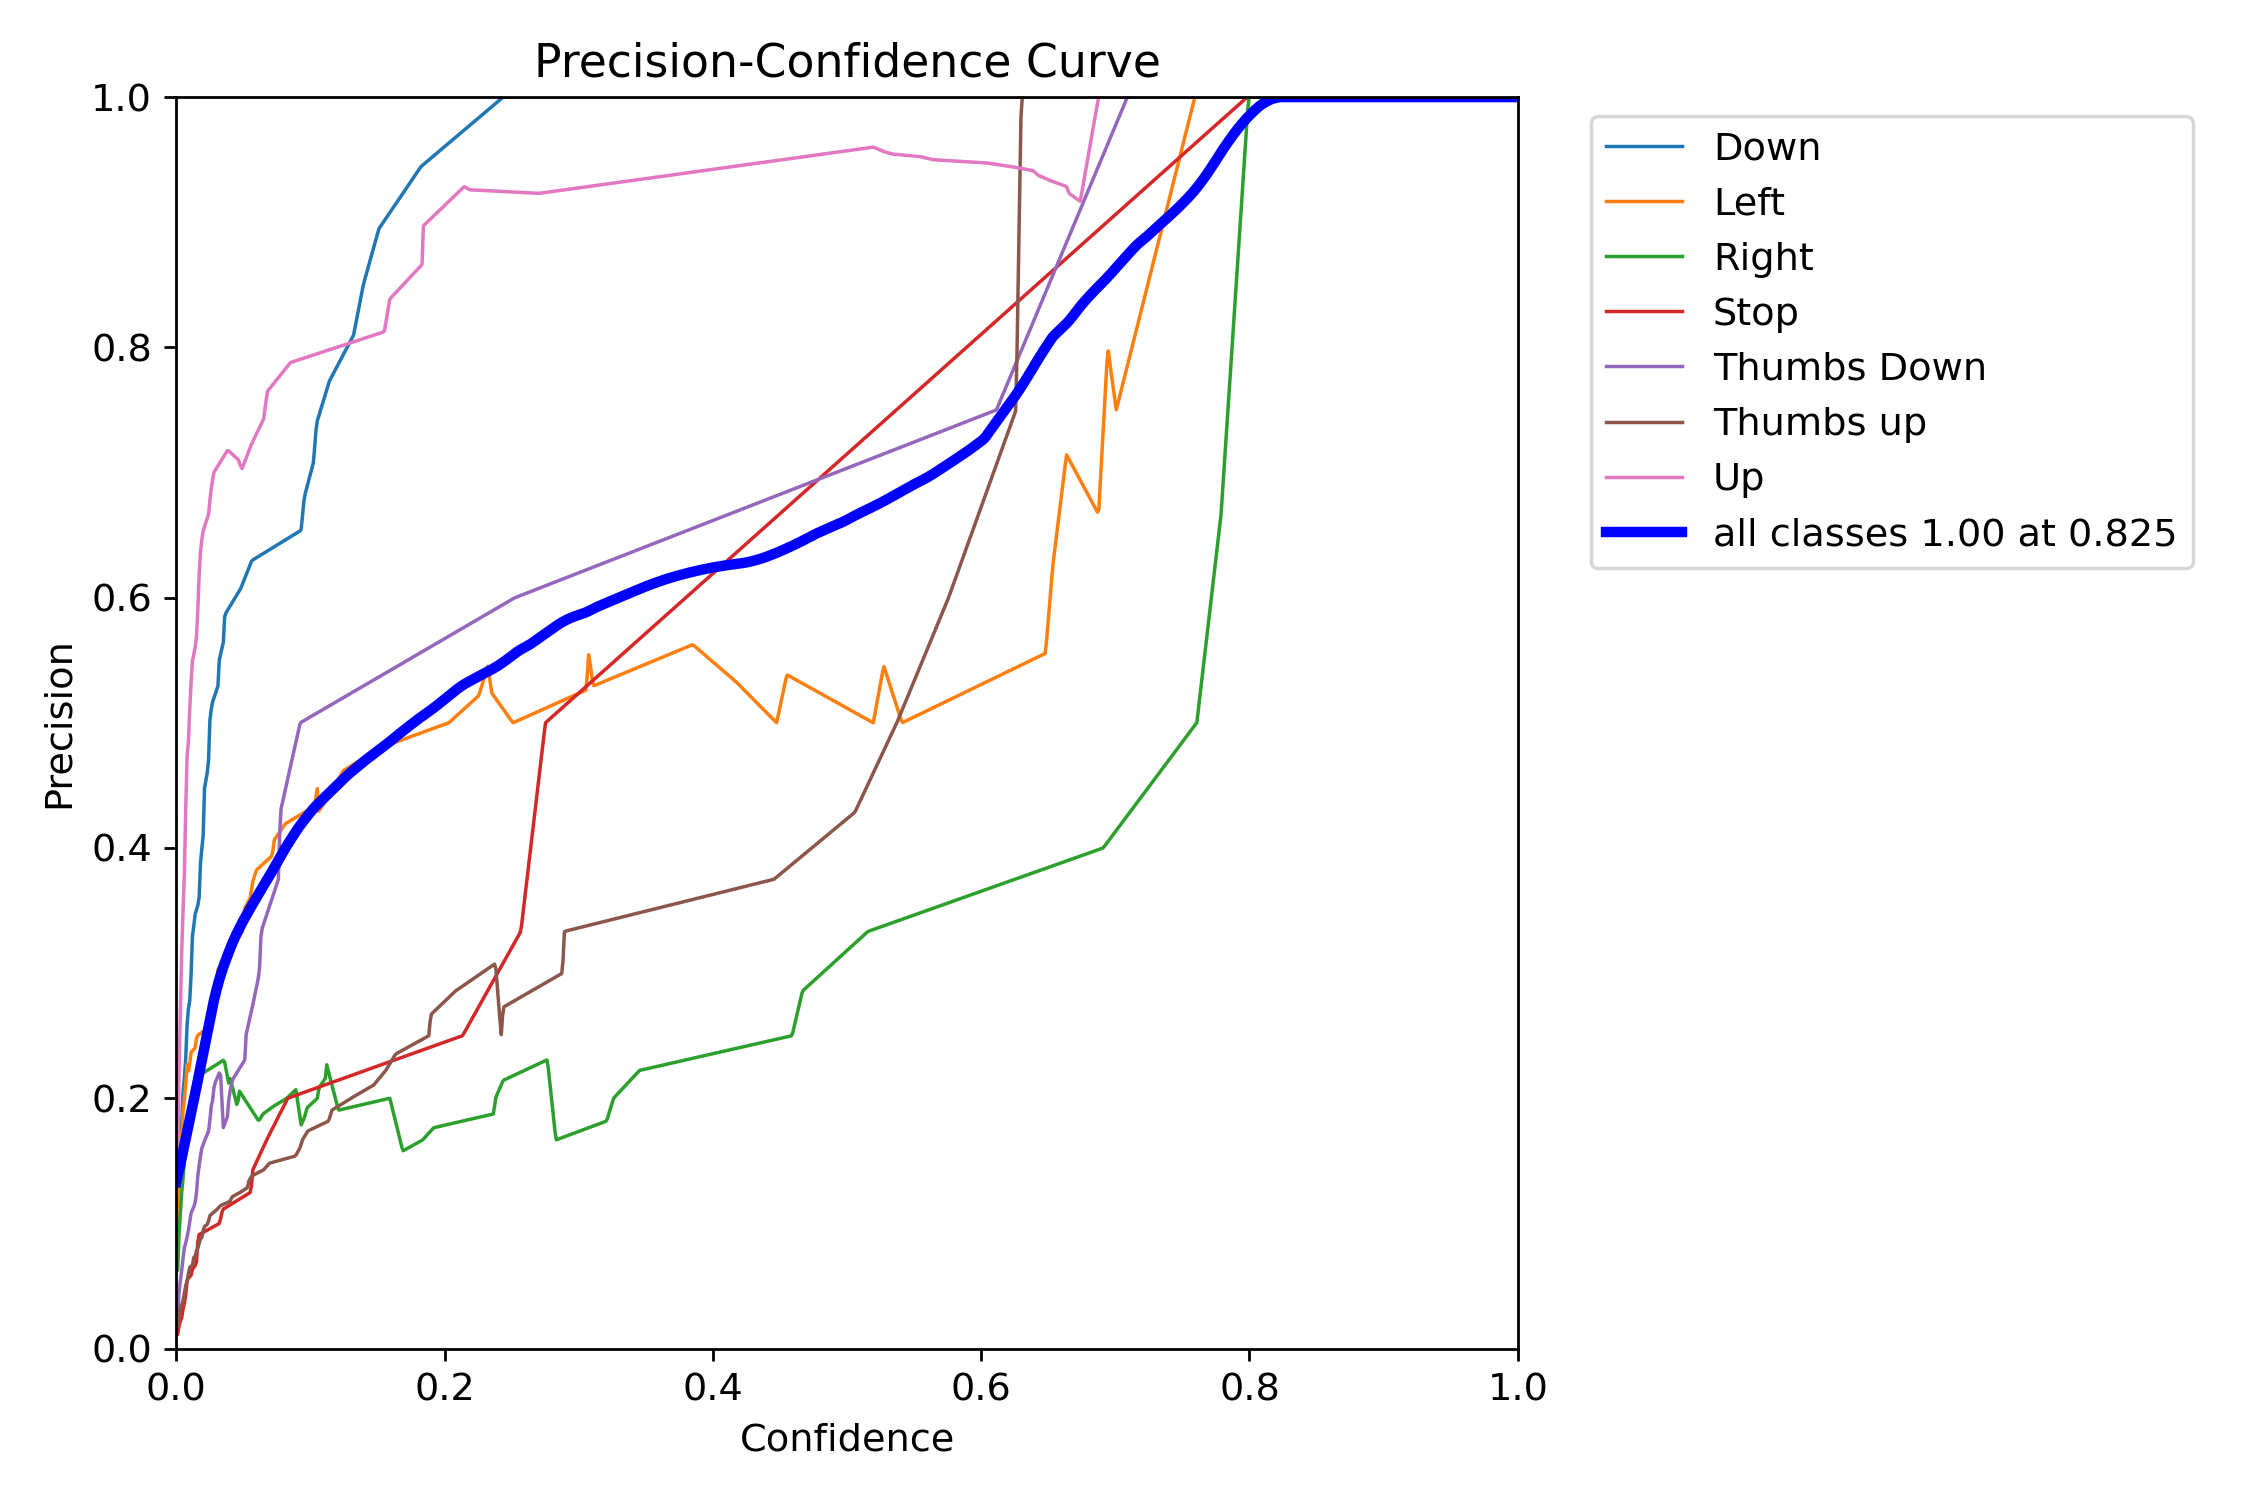 Precision-Confidence Curve
1.0
0.8
0.6
0.4
0.2
0.0
Precision
0.0 0.2 0.4 0.6 0.8 1.0
Confidence
Down
Left
Right
Stop
Thumbs Down
Thumbs up
Up
all classes 1.00 at 0.825